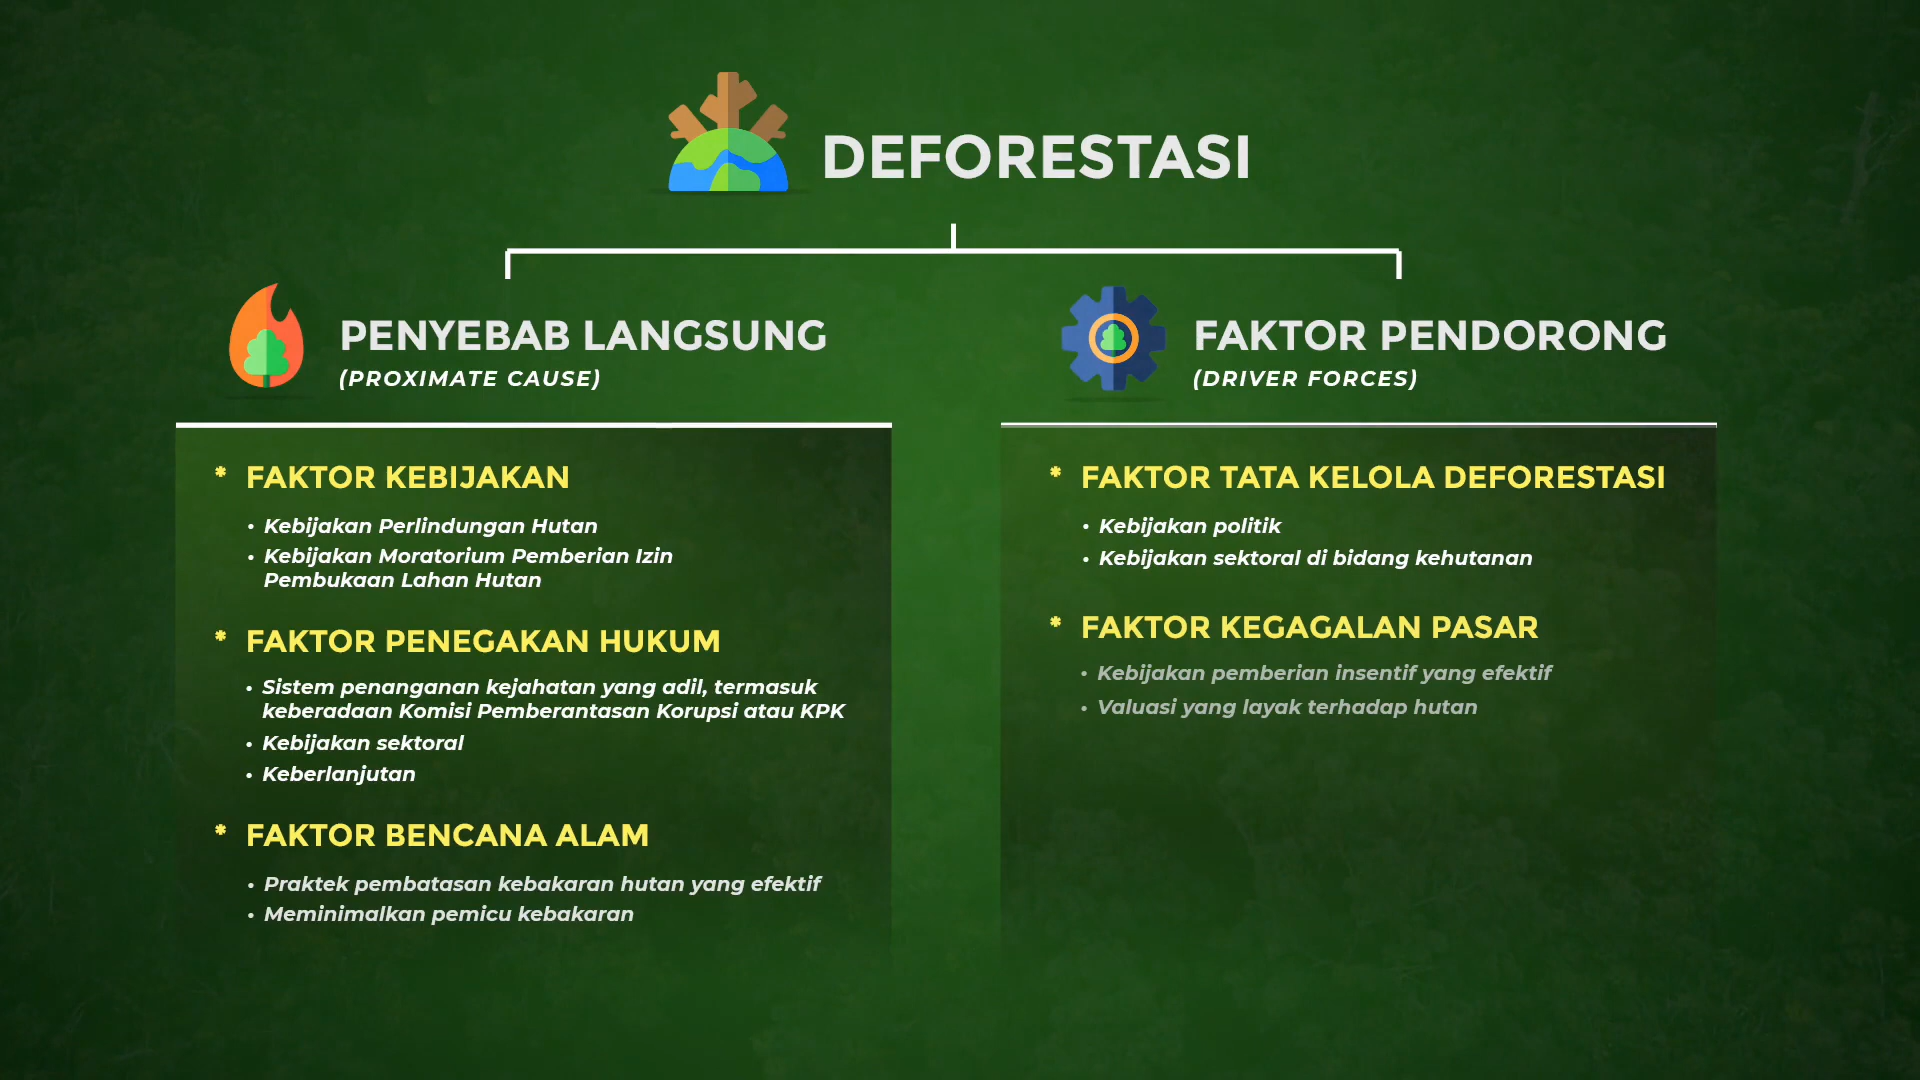 DEFORESTASI
PENYEBAB LANGSUNG
(PROXIMATE CAUSE)
* FAKTOR KEBIJAKAN
• Kebijakan Perlindungan Hutan
• Kebijakan Moratorium Pemberian Izin
Pembukaan Lahan Hutan
* FAKTOR PENEGAKAN HUKUM
• Sistem penanganan kejahatan yang adil, termasuk
keberadaan Komisi Pemberantasan Korupsi atau KPK
• Kebijakan sektoral
• Keberlanjutan
* FAKTOR BENCANA ALAM
• Praktek pembatasan kebakaran hutan yang efektif
• Meminimalkan pemicu kebakaran
FAKTOR PENDORONG
(DRIVER FORCES)
* FAKTOR TATA KELOLA DEFORESTASI
• Kebijakan politik
• Kebijakan sektoral di bidang kehutanan
* FAKTOR KEGAGALAN PASAR
• Kebijakan pemberian insentif yang efektif
• Valuasi yang layak terhadap hutan